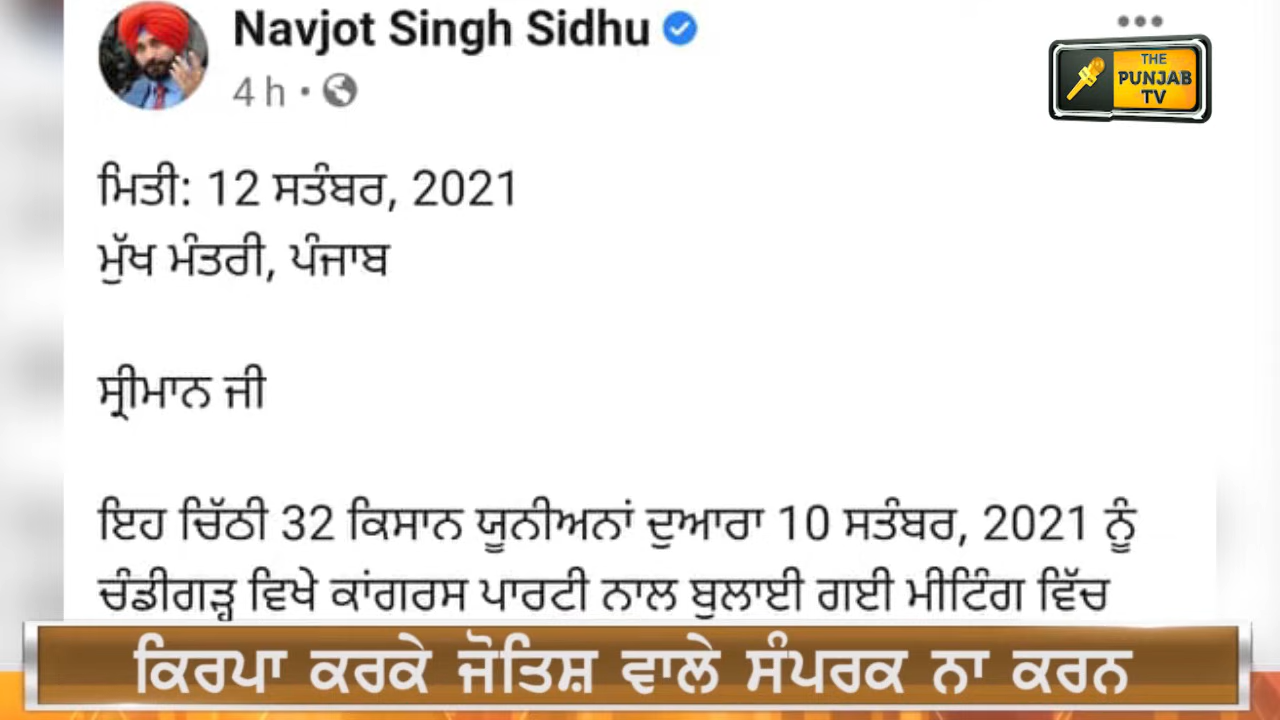 Navjot Singh Sidhu
4 h
THE
PUNJAB
TV
ਮਿਤੀ: 12 ਸਤੰਬਰ, 2021
ਮੁੱਖ ਮੰਤਰੀ, ਪੰਜਾਬ
ਸ੍ਰੀਮਾਨ ਜੀ
ਇਹ ਚਿੱਠੀ 32 ਕਿਸਾਨ ਯੂਨੀਅਨਾਂ ਦੁਆਰਾ 10 ਸਤੰਬਰ, 2021 ਨੂੰ
ਚੰਡੀਗੜ੍ਹ ਵਿਖੇ ਕਾਂਗਰਸ ਪਾਰਟੀ ਨਾਲ ਬੁਲਾਈ ਗਈ ਮੀਟਿੰਗ ਵਿੱਚ
ਕਿਰਪਾ ਕਰਕੇ ਜੋਤਿਸ਼ ਵਾਲੇ ਸੰਪਰਕ ਨਾ ਕਰਨ